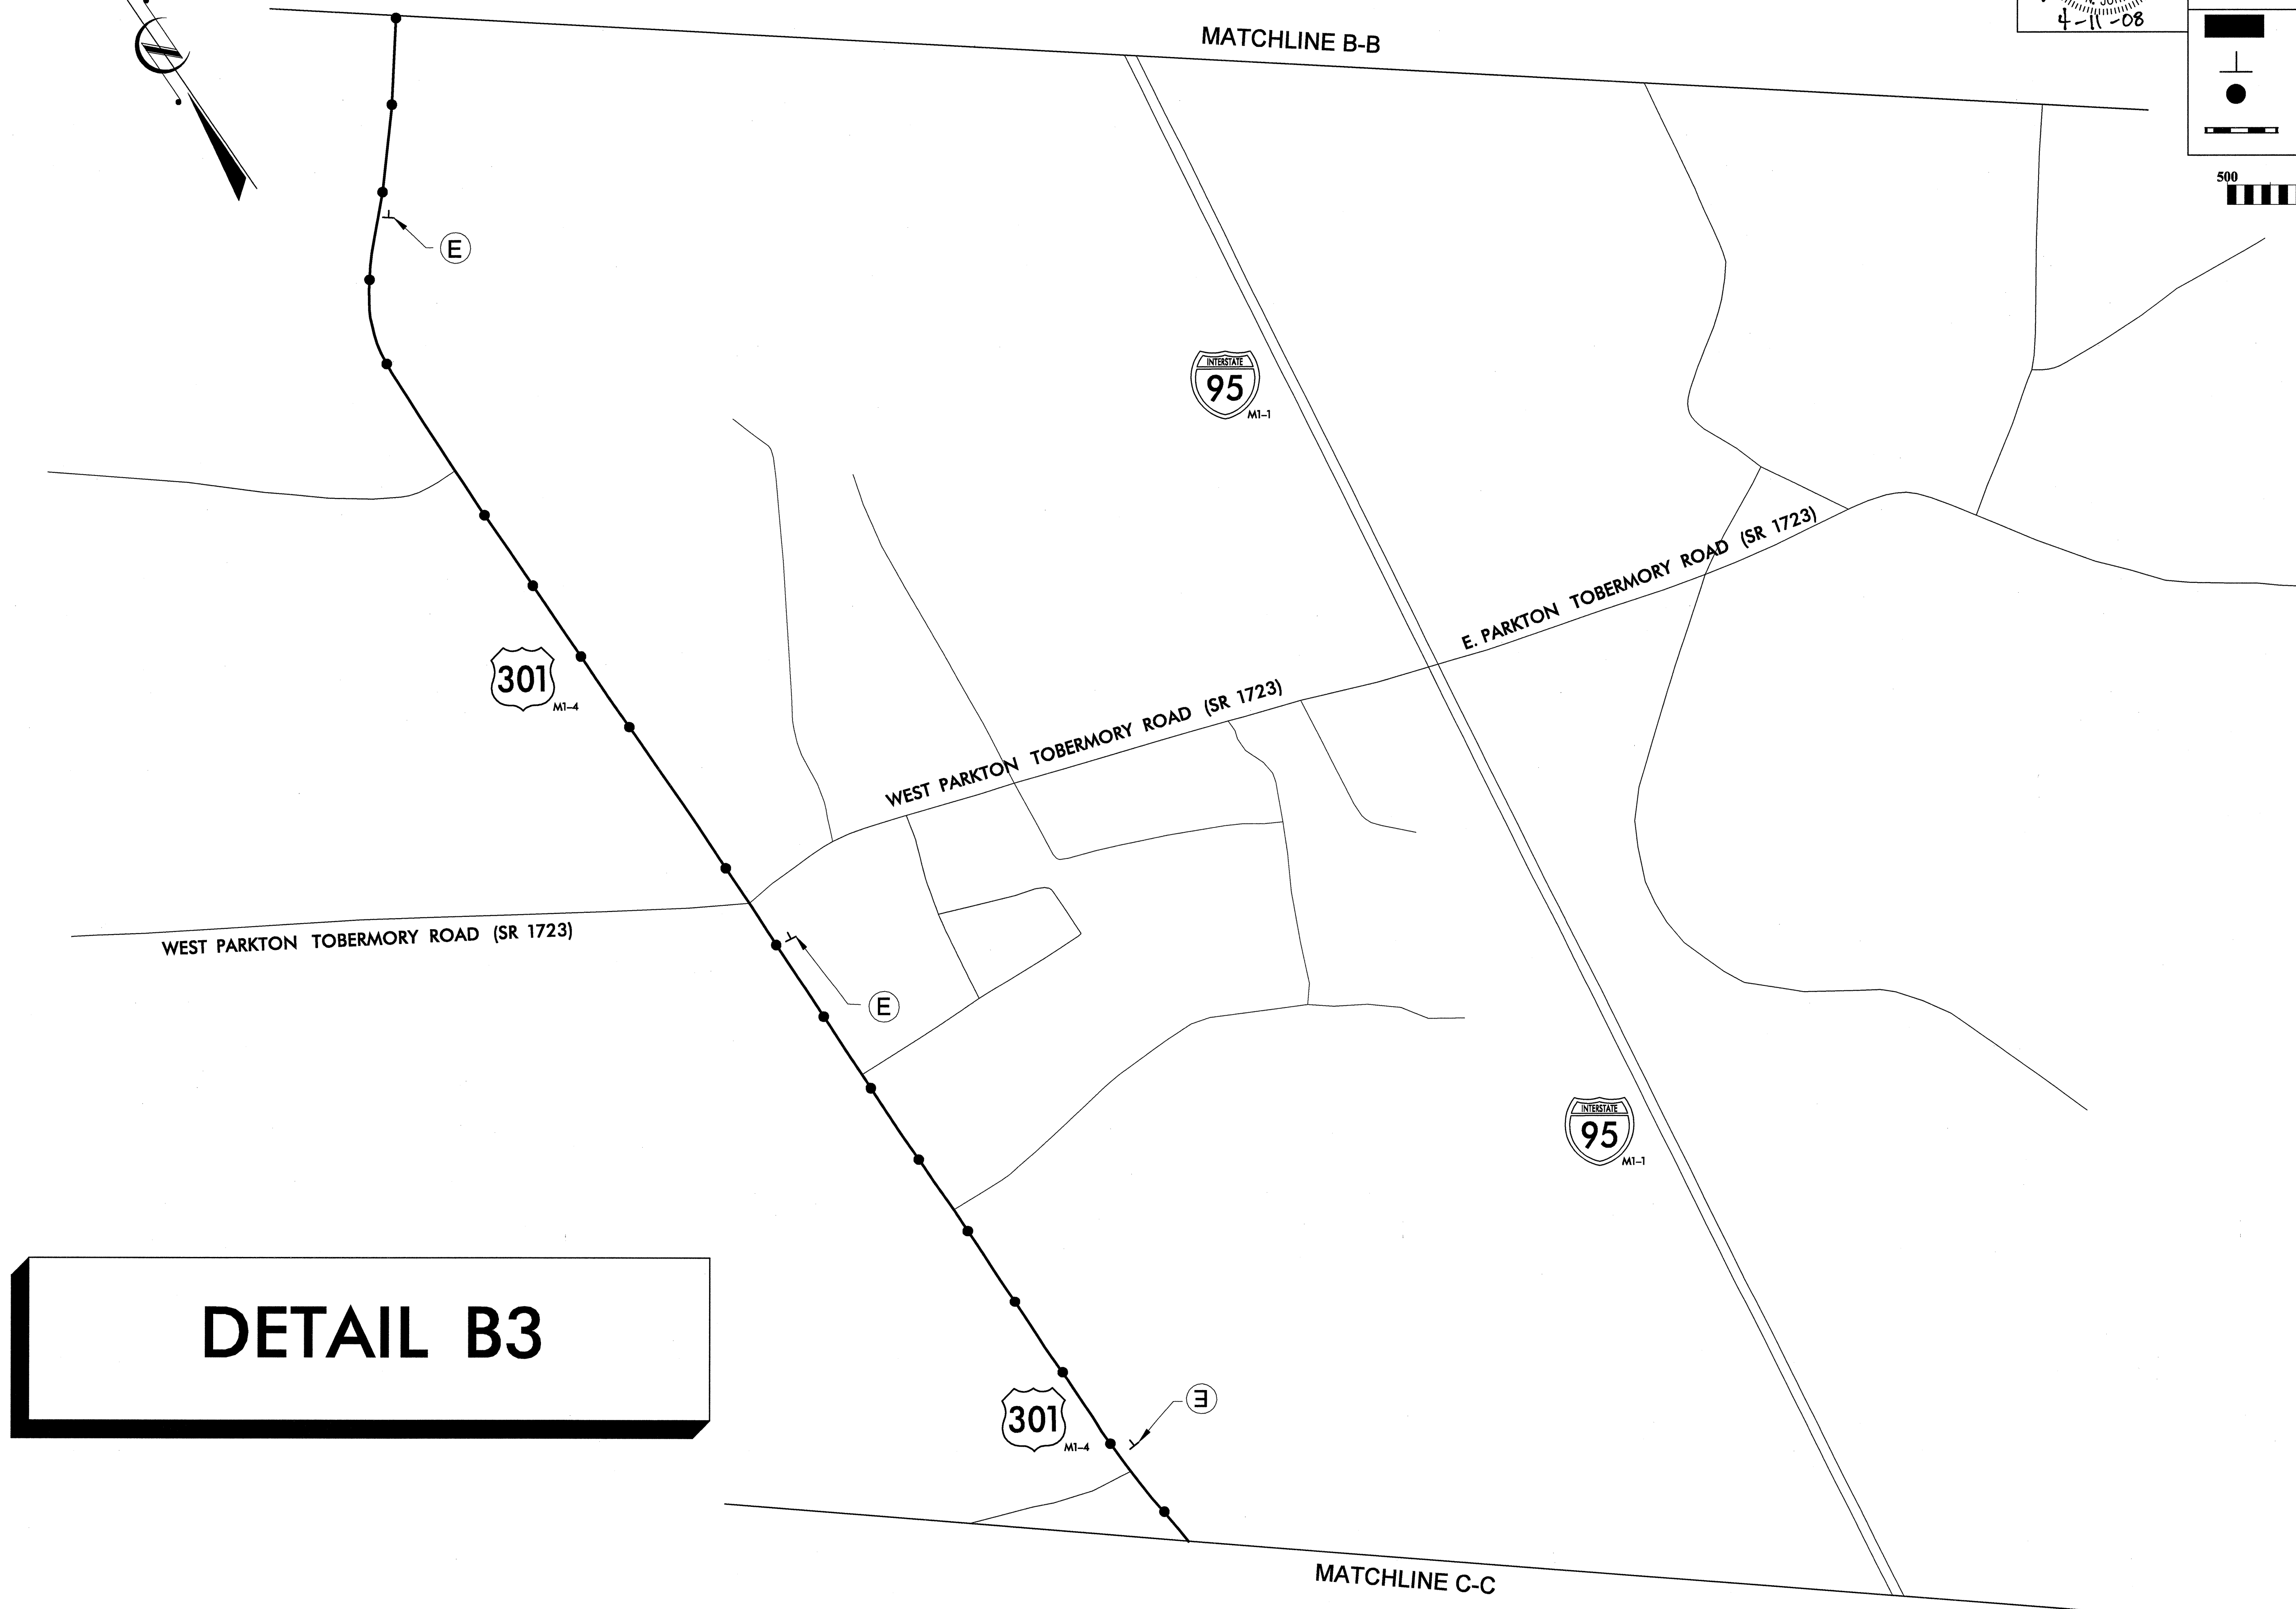 4-11-08
MATCHLINE B-B
500
E
INTERSTATE
95
M1-1
E. PARKTON TOBERMORY ROAD (SR 1723)
301
M1-4
WEST PARKTON TOBERMORY ROAD (SR 1723)
WEST PARKTON TOBERMORY ROAD (SR 1723)
E
INTERSTATE
95
M1-1
DETAIL B3
301
M1-4
E
MATCHLINE C-C